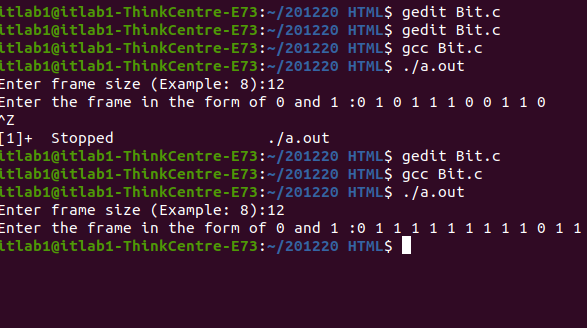 itlab1@itlab1-ThinkCentre-E73:~/201220 HTML$ gedit Bit.c
itlab1@itlab1-ThinkCentre-E73:~/201220 HTML$ gedit Bit.c
itlab1@itlab1-ThinkCentre-E73:~/201220 HTML$ gcc Bit.c
itlab1@itlab1-ThinkCentre-E73:~/201220 HTML$ ./a.out
Enter frame size (Example: 8):12
Enter the frame in the form of 0 and 1 :0 1 0 1 1 1 0 0 1 1 0
^Z
[1]+  Stopped                 ./a.out
itlab1@itlab1-ThinkCentre-E73:~/201220 HTML$ gedit Bit.c
itlab1@itlab1-ThinkCentre-E73:~/201220 HTML$ gcc Bit.c
itlab1@itlab1-ThinkCentre-E73:~/201220 HTML$ ./a.out
Enter frame size (Example: 8):12
Enter the frame in the form of 0 and 1 :0 1 1 1 1 1 1 1 1 1 0 1 1
itlab1@itlab1-ThinkCentre-E73:~/201220 HTML$